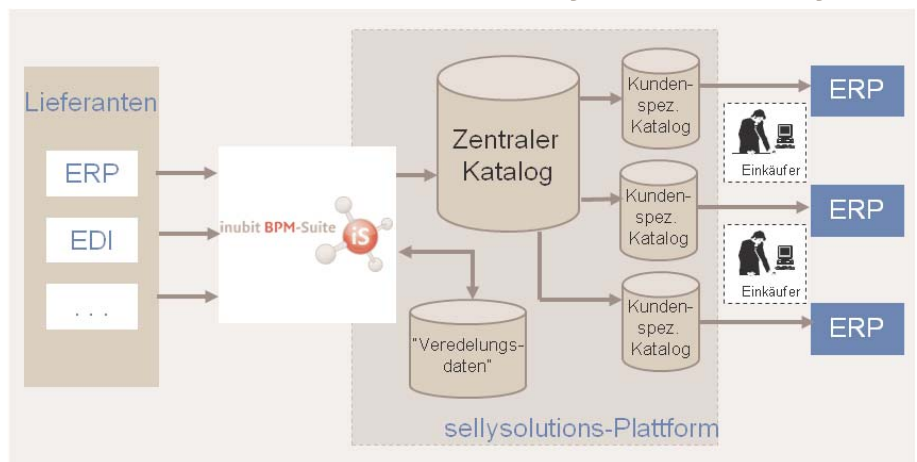 Lieferanten
ERP
EDI
. . .
inubit BPM-Suite
iS
Zentraler
Katalog
"Veredelungs-
daten"
Kunden-
spez.
Katalog
Kunden-
spez.
Katalog
Kunden-
spez.
Katalog
sellysolutions-Plattform
ERP
Einkäufer
ERP
Einkäufer
ERP